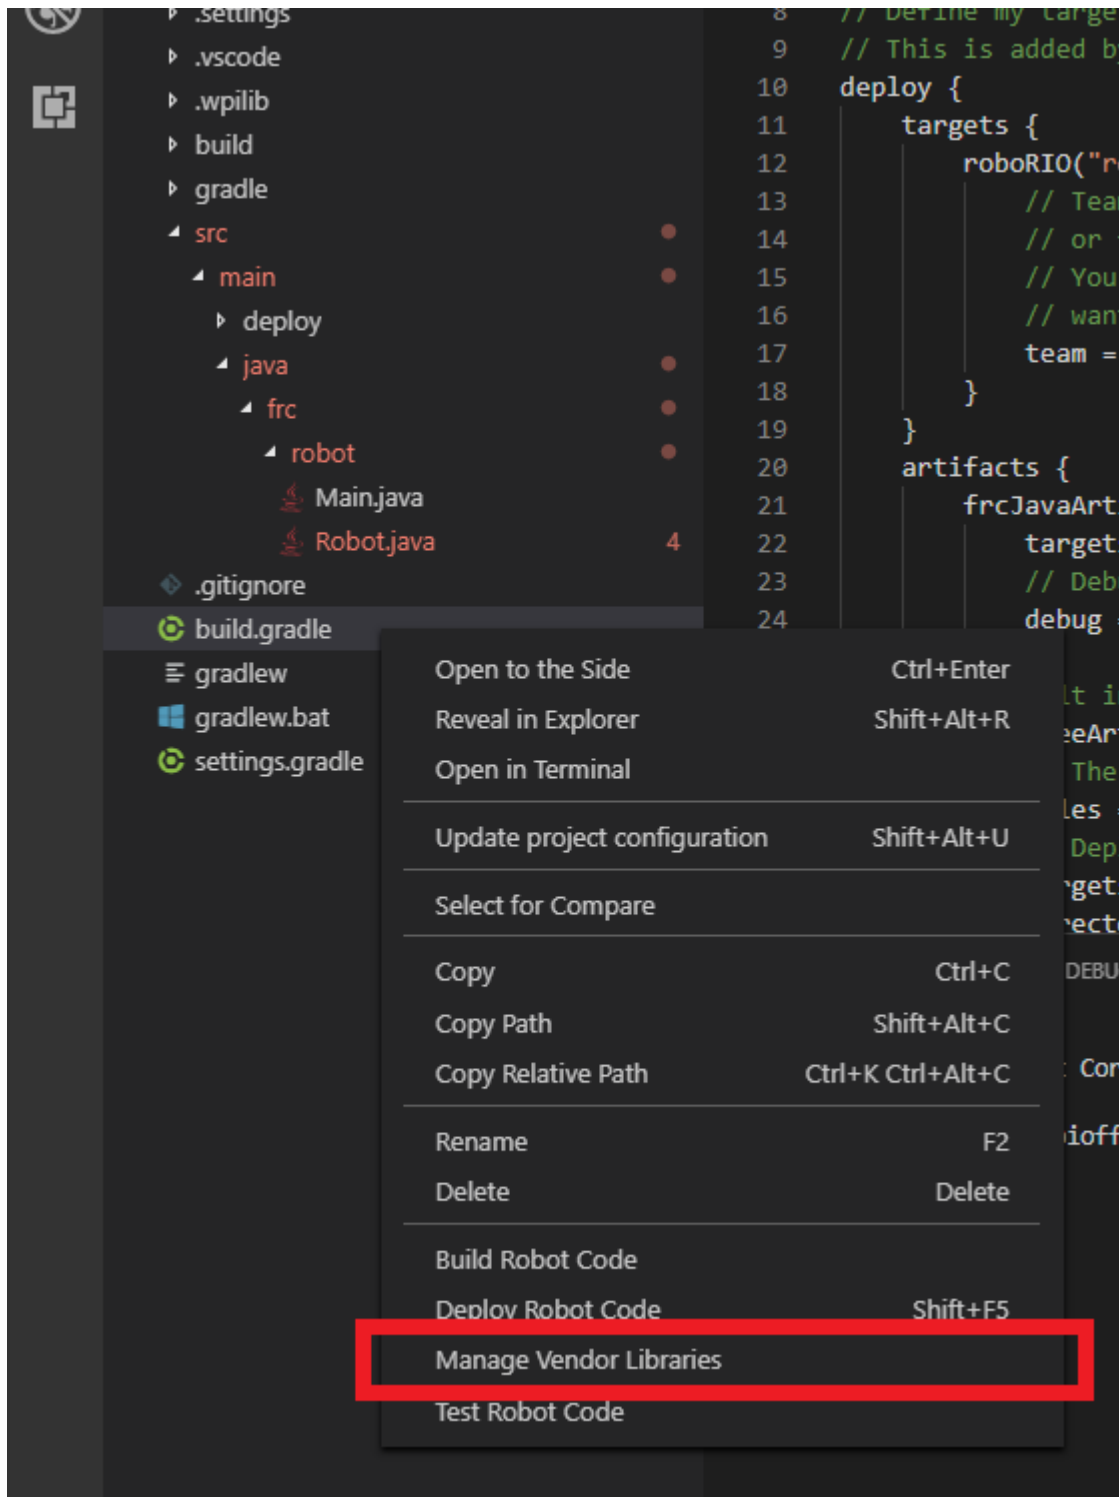 .settings
.vscode
.wpilib
build
gradle
src
main
deploy
java
frc
robot
Main.java
Robot.java 4
.gitignore
build.gradle
gradlew
gradlew.bat
settings.gradle
8 // Define my
9 // This is added
10 deploy {
11 targets {
12 roboRIO("
13 //
14 // or
15 // You
16 //
17 team =
18 }
19 }
20 artifacts {
21
22
23 //
24 debug
Open to the Side Ctrl+Enter
Reveal in Explorer Shift+Alt+R
Open in Terminal
Update project configuration Shift+Alt+U
Select for Compare
Copy Ctrl+C
Copy Path Shift+Alt+C
Copy Relative Path Ctrl+K Ctrl+Alt+C
Rename F2
Delete Delete
Build Robot Code
Deploy Robot Code Shift+F5
Manage Vendor Libraries
Test Robot Code